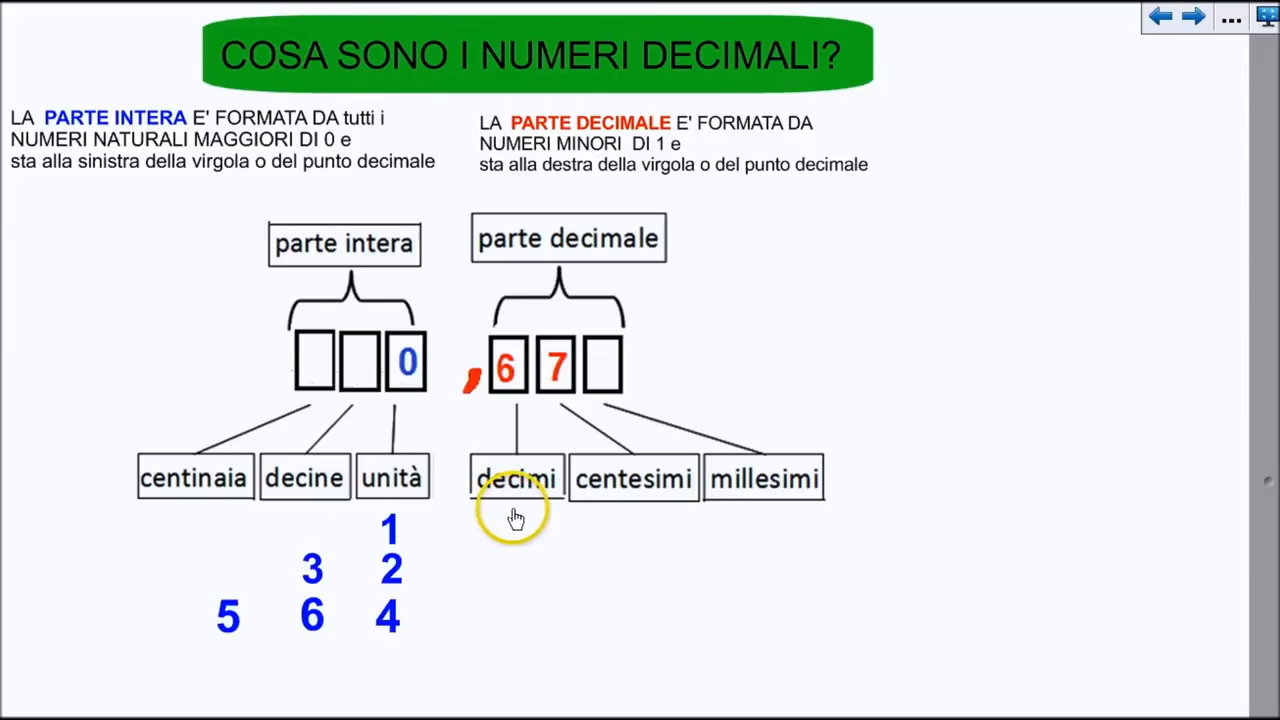 COSA SONO I NUMERI DECIMALI?
LA PARTE INTERA E' FORMATA DA tutti i
NUMERI NATURALI MAGGIORI DI 0 e
sta alla sinistra della virgola o del punto decimale
LA PARTE DECIMALE E' FORMATA DA
NUMERI MINORI DI 1 e
sta alla destra della virgola o del punto decimale
parte intera
parte decimale
0 , 6 7
centinaia decine unità decimi centesimi millesimi
1
3 2
5 6 4